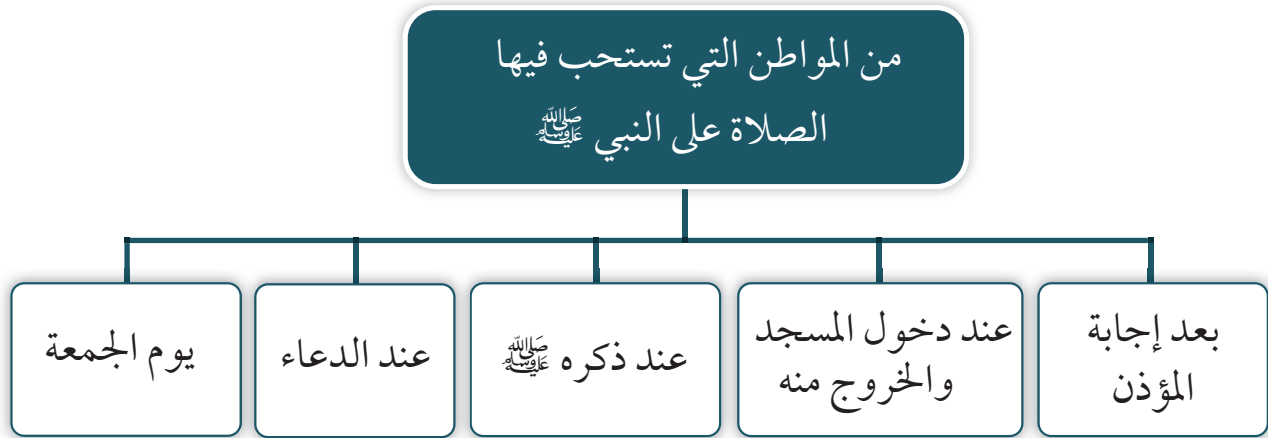 من المواطن التي تستحب فيها
الصلاة على النبي ﷺ
بعد إجابة
المؤذن
عند دخول المسجد
والخروج منه
عند ذكره ﷺ
عند الدعاء
يوم الجمعة